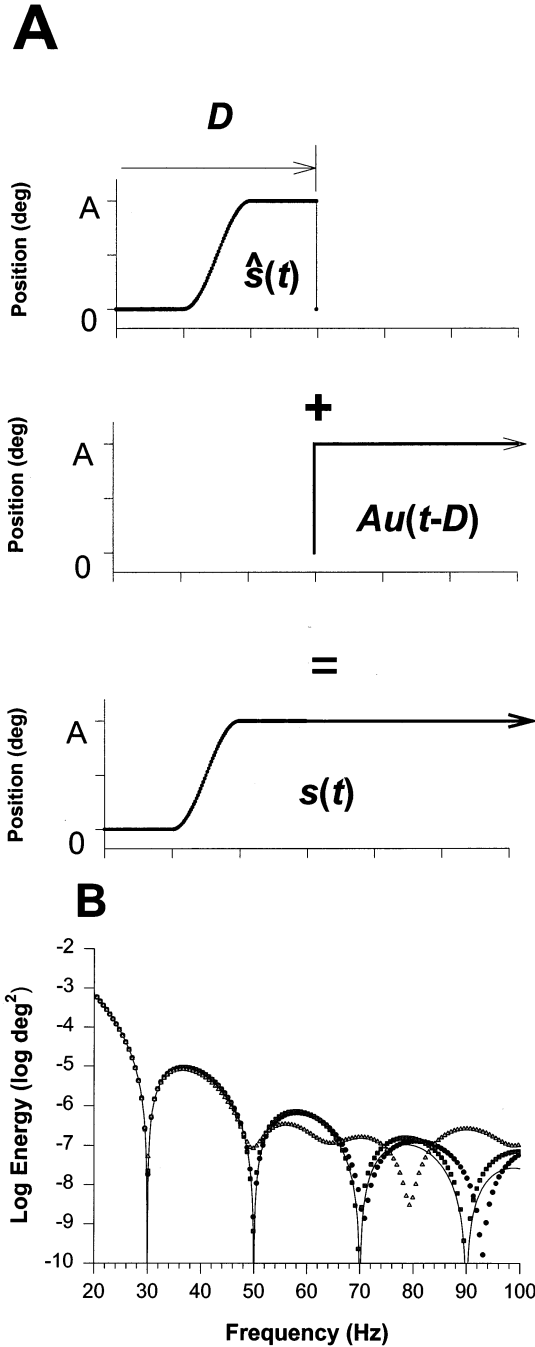 A
D
Position (deg)
A
ŝ(t)
0
+
Position (deg)
A
Au(t-D)
0
=
Position (deg)
A
s(t)
0
B
Log Energy (log deg²)
-2
-3
-4
-5
-6
-7
-8
-9
-10
20 30 40 50 60 70 80 90 100
Frequency (Hz)